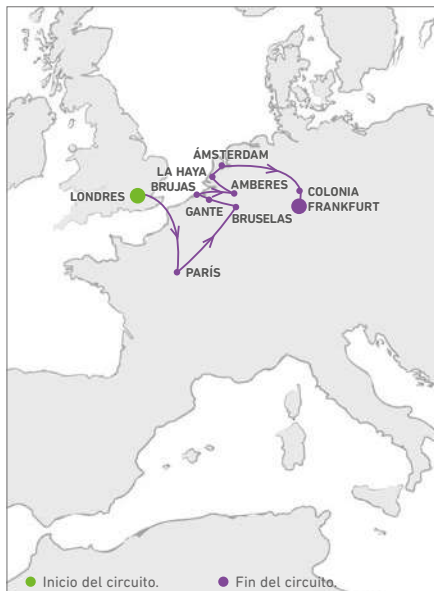 ÁMSTERDAM
LA HAYA
BRUJAS
AMBERES
COLONIA
LONDRES
GANTE
FRANKFURT
BRUSELAS
PARÍS
Inicio del circuito.
Fin del circuito.